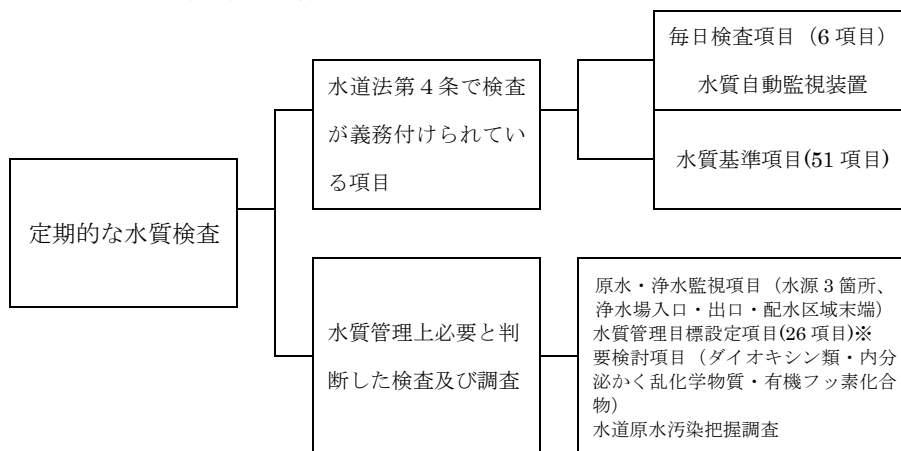 定期的な水質検査
水道法第４条で検査
が義務付けられてい
る項目
毎日検査項目（6 項目）
水質自動監視装置
水質基準項目(51 項目)
水質管理上必要と判
断した検査及び調査
原水・浄水監視項目（水源 3 箇所、
浄水場入口・出口・配水区域末端）
水質管理目標設定項目(26 項目)※
要検討項目（ダイオキシン類・内分
泌かく乱化学物質・有機フッ素化合
物）
水道原水汚染把握調査